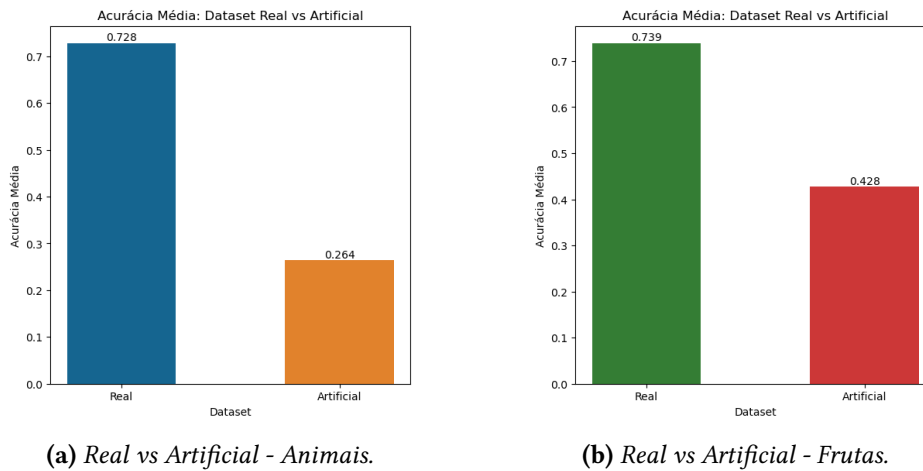 Acurácia Média: Dataset Real vs Artificial
0.728
0.264
0.7
0.6
0.5
0.4
0.3
0.2
0.1
0.0
Acurácia Média
Real
Artificial
Dataset
(a) Real vs Artificial - Animais.
Acurácia Média: Dataset Real vs Artificial
0.739
0.428
0.7
0.6
0.5
0.4
0.3
0.2
0.1
0.0
Acurácia Média
Real
Artificial
Dataset
(b) Real vs Artificial - Frutas.